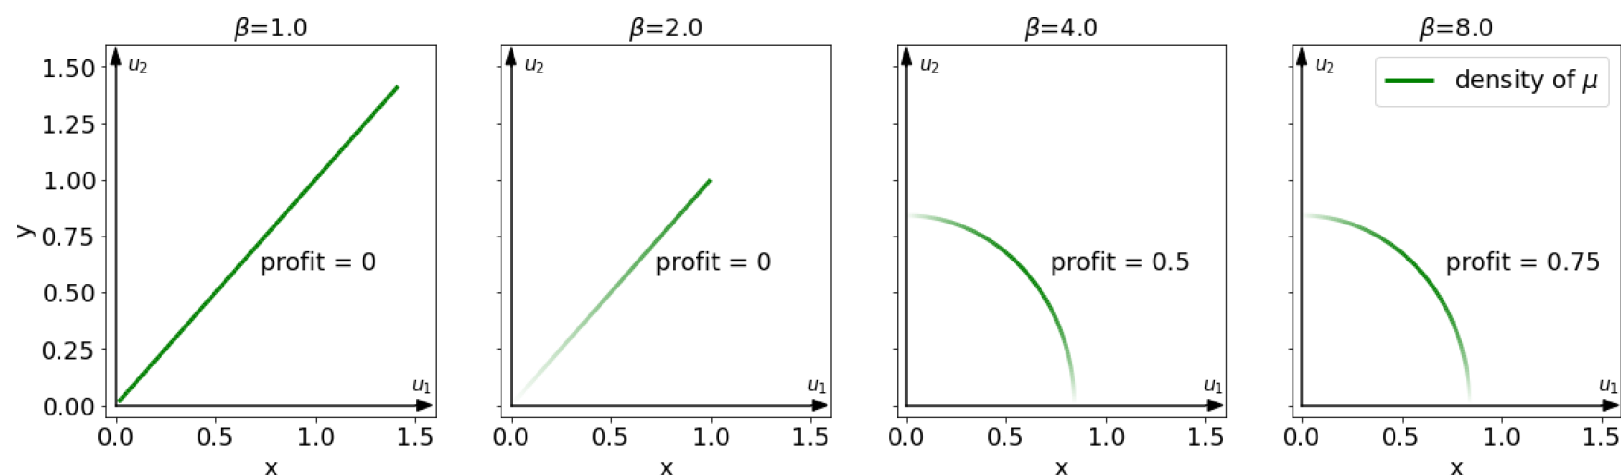 β=1.0
β=2.0
β=4.0
β=8.0
1.50
1.25
1.00
0.75
0.50
0.25
0.00
y
u2
profit = 0
u1
0.0 0.5 1.0 1.5
x
u2
profit = 0
u1
0.0 0.5 1.0 1.5
x
u2
profit = 0.5
u1
0.0 0.5 1.0 1.5
x
u2
density of μ
profit = 0.75
u1
0.0 0.5 1.0 1.5
x